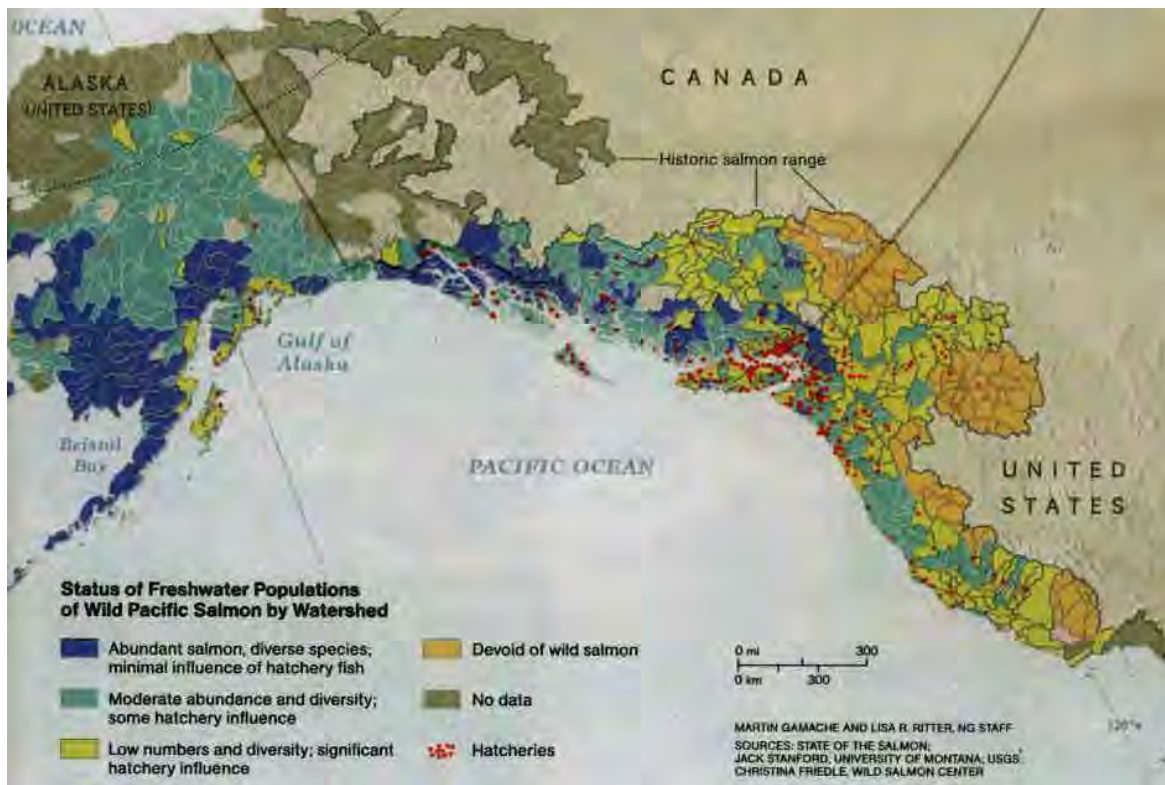 OCEAN
ALASKA
(UNITED STATES)
CANADA
Historic salmon range
Gulf of
Alaska
Bristol
Bay
PACIFIC OCEAN
UNITED
STATES
Status of Freshwater Populations
of Wild Pacific Salmon by Watershed
Abundant salmon, diverse species;
minimal influence of hatchery fish
Moderate abundance and diversity;
some hatchery influence
Low numbers and diversity; significant
hatchery influence
Devoid of wild salmon
No data
Hatcheries
0 mi 300
0 km 300
MARTIN GAMACHE AND LISA R. RITTER, NG STAFF
SOURCES: STATE OF THE SALMON;
JACK STANFORD, UNIVERSITY OF MONTANA; USGS;
CHRISTINA FRIEDLE, WILD SALMON CENTER